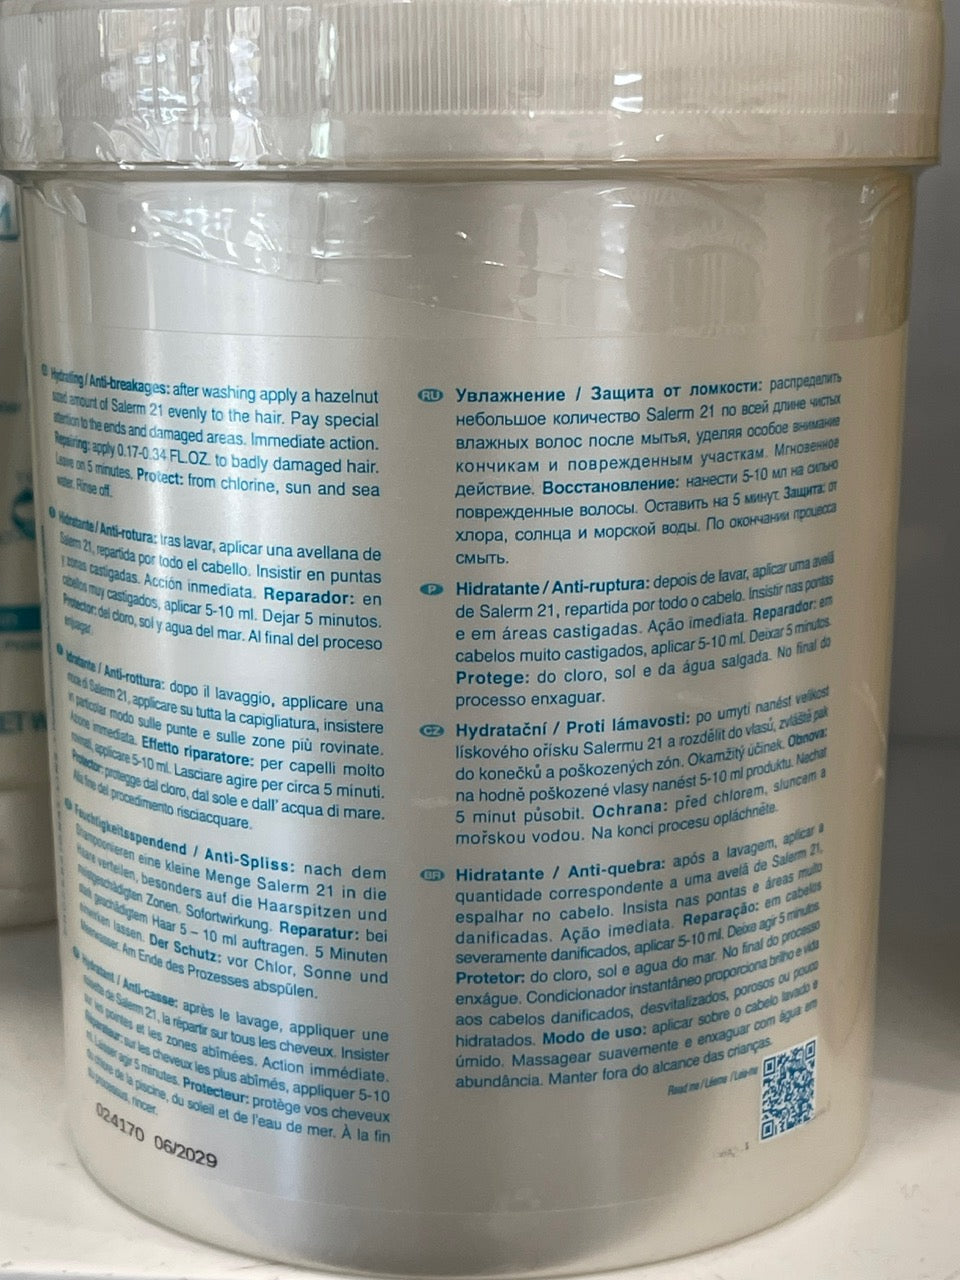 Hydrating / Anti-breakages: after washing apply a hazelnut
sized amount of Salerm 21 evenly to the hair. Pay special
attention to the ends and damaged areas. Immediate action.
Repairing: apply 0.17-0.34 FL.OZ. to badly damaged hair.
Leave on 5 minutes. Protect: from chlorine, sun and sea
water. Rinse off.
Hidratante / Anti-rotura: tras lavar, aplicar una avellana de
Salerm 21, repartida por todo el cabello. Insistir en puntas
y zonas castigadas. Acción inmediata. Reparador: en
cabellos muy castigados, aplicar 5-10 ml. Dejar 5 minutos.
Protector: del cloro, sol y agua del mar. Al final del proceso
enjuagar.
Idratante / Anti-rottura: dopo il lavaggio, applicare una
noce di Salerm 21, applicare su tutta la capigliatura, insistere
in particolar modo sulle punte e sulle zone più rovinate.
Azione immediata. Effetto riparatore: per capelli molto
rovinati, applicare 5-10 ml. Lasciare agire per circa 5 minuti.
Protector: protegge dal cloro, dal sole e dall' acqua di mare.
Ala fine del procedimento risciacquare.
Feuchtigkeitsspendend / Anti-Spliss: nach dem
Shamponieren eine kleine Menge Salerm 21 in die
Haare verteilen, besonders auf die Haarspitzen und
meistgeschädigten Zonen. Sofortwirkung. Reparatur: bei
stark geschädigtem Haar 5 – 10 ml auftragen. 5 Minuten
einwirken lassen. Der Schutz: vor Chlor, Sonne und
Meerwasser. Am Ende des Prozesses abspülen.
Hydratant / Anti-casse: après le lavage, appliquer une
noisette de Salerm 21, la répartir sur tous les cheveux. Insister
sur les pointes et les zones abîmées. Action immédiate.
Réparateur: sur les cheveux les plus abîmés, appliquer 5-10
ml. Laisser agir 5 minutes. Protecteur: protège vos cheveux
du chlore de la piscine, du soleil et de l'eau de mer. À la fin
du processus, rincer.
024170 06/2029
RU Увлажнение / Защита от ломкости: распределить
небольшое количество Salerm 21 по всей длине чистых
влажных волос после мытья, уделяя особое внимание
кончикам и поврежденным участкам. Мгновенное
действие. Восстановление: нанести 5-10 мл на сильно
поврежденные волосы. Оставить на 5 минут. Защита: от
хлора, солнца и морской воды. По окончании процесса
смыть.
P Hidratante / Anti-ruptura: depois de lavar, aplicar uma avelã
de Salerm 21, repartida por todo o cabelo. Insistir nas pontas
e em áreas castigadas. Ação imediata. Reparador: em
cabelos muito castigados, aplicar 5-10 ml. Deixar 5 minutos.
Protege: do cloro, sol e da água salgada. No final do
processo enxaguar.
CZ Hydratační / Proti lámavosti: po umytí nanést velikost
lískového oříšku Salermu 21 a rozdělit do vlasů, zvláště pak
do konečků a poškozených zón. Okamžitý účinek. Obnova:
na hodně poškozené vlasy nanést 5-10 ml produktu. Nechat
5 minut působit. Ochrana: před chlorem, sluncem a
mořskou vodou. Na konci procesu opláchněte.
BR Hidratante / Anti-quebra: após a lavagem, aplicar a
quantidade correspondente a uma avelã de Salerm 21,
espalhar no cabelo. Insista nas pontas e áreas muito
danificadas. Ação imediata. Reparação: em cabelos
severamente danificados, aplicar 5-10 ml. Deixe agir 5 minutos.
Protetor: do cloro, sol e agua do mar. No final do processo
enxágue. Condicionador instantâneo proporciona brilho e vida
aos cabelos danificados, desvitalizados, porosos ou pouco
hidratados. Modo de uso: aplicar sobre o cabelo lavado e
úmido. Massagear suavemente e enxaguar com água em
abundância. Manter fora do alcance das crianças.
Read me / Léeme /